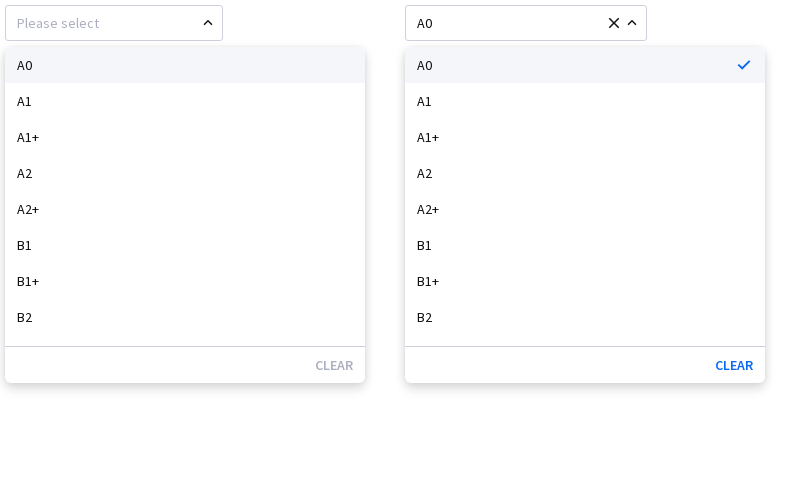 Please select
A0
A1
A1+
A2
A2+
B1
B1+
B2
CLEAR
A0
A0
A1
A1+
A2
A2+
B1
B1+
B2
CLEAR